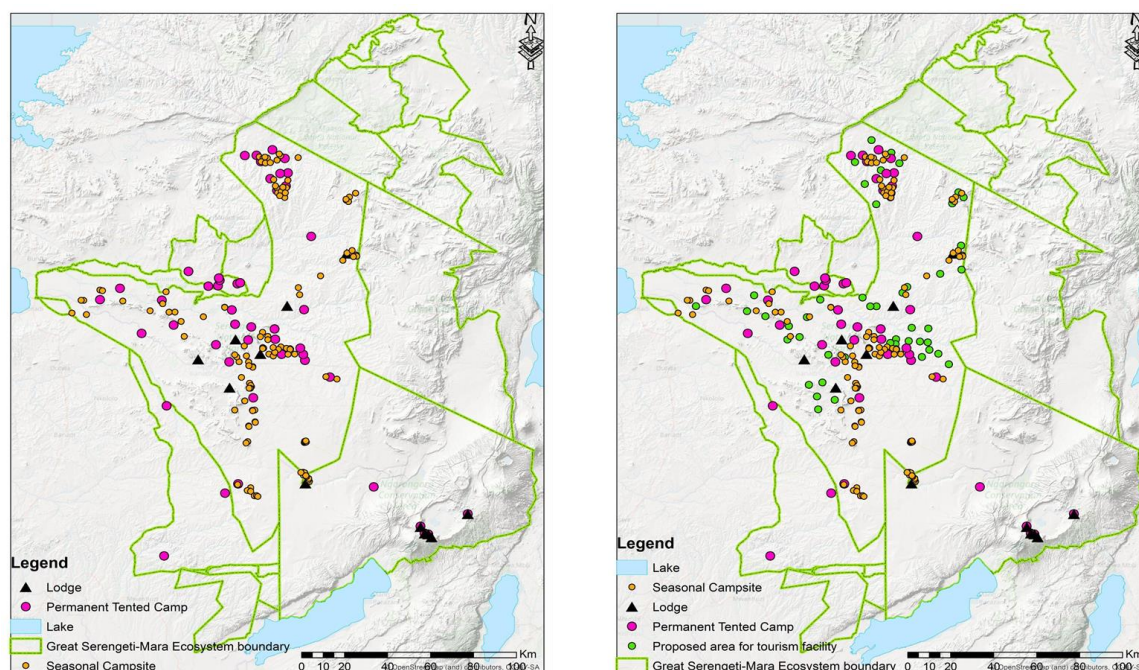 N
Legend
Lodge
Permanent Tented Camp
Lake
Great Serengeti-Mara Ecosystem boundary
Seasonal Campsite
Km
0 10 20 40 60 80 100
N
Legend
Lake
Seasonal Campsite
Lodge
Permanent Tented Camp
Proposed area for tourism facility
Great Serengeti-Mara Ecosystem boundary
Km
0 10 20 40 60 80 100